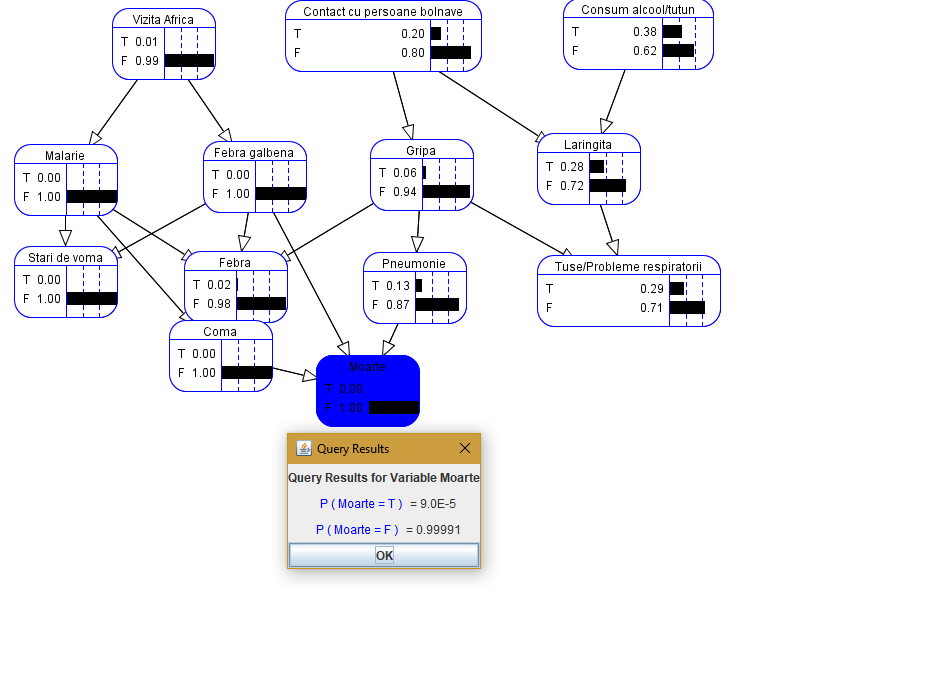 Vizita Africa
T 0.01
F 0.99
Contact cu persoane bolnave
T 0.20
F 0.80
Consum alcool/tutun
T 0.38
F 0.62
Malarie
T 0.00
F 1.00
Febra galbena
T 0.00
F 1.00
Gripa
T 0.06
F 0.94
Laringita
T 0.28
F 0.72
Stari de voma
T 0.00
F 1.00
Febra
T 0.02
F 0.98
Pneumonie
T 0.13
F 0.87
Tuse/Probleme respiratorii
T 0.29
F 0.71
Coma
T 0.00
F 1.00
Moarte
T 0.00
F 1.00
Query Results
Query Results for Variable Moarte
P ( Moarte = T ) = 9.0E-5
P ( Moarte = F ) = 0.99991
OK